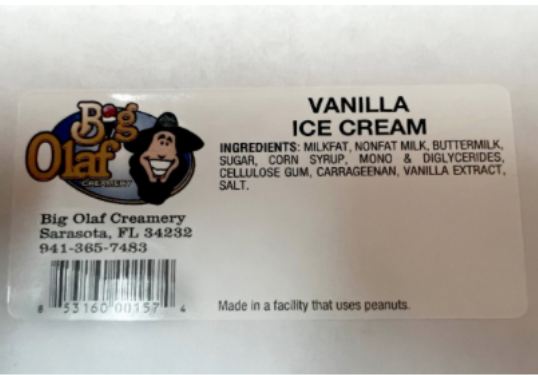 Big
Olaf
CREAMERY
Big Olaf Creamery
Sarasota, FL 34232
941-365-7483
8 53160 00157 4
VANILLA
ICE CREAM
INGREDIENTS: MILKFAT, NONFAT MILK, BUTTERMILK,
SUGAR, CORN SYRUP, MONO & DIGLYCERIDES,
CELLULOSE GUM, CARRAGEENAN, VANILLA EXTRACT,
SALT.
Made in a facility that uses peanuts.